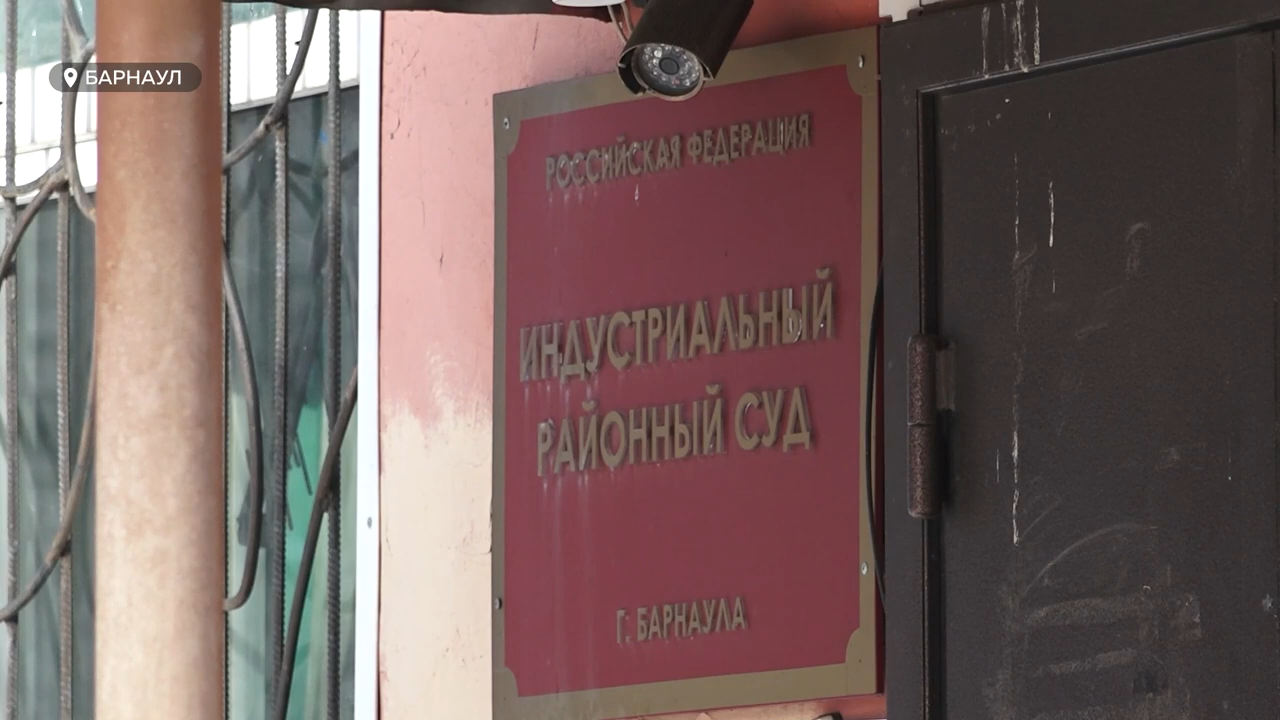 БАРНАУЛ
РОССИЙСКАЯ ФЕДЕРАЦИЯ
ИНДУСТРИАЛЬНЫЙ
РАЙОННЫЙ СУД
Г. БАРНАУЛА